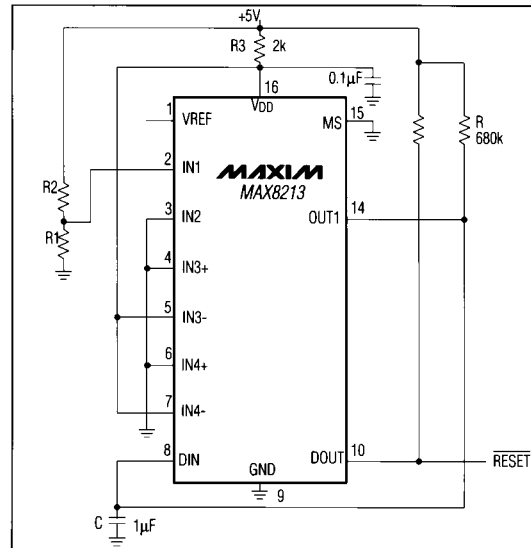 +5V
R3 2k
0.1µF
16
VDD
1 VREF
MS 15
R
680k
2 IN1
MAXIM
MAX8213
R2
3 IN2
OUT1 14
R1
4 IN3+
5 IN3-
6 IN4+
7 IN4-
8 DIN
DOUT 10
RESET
GND
9
C 1µF